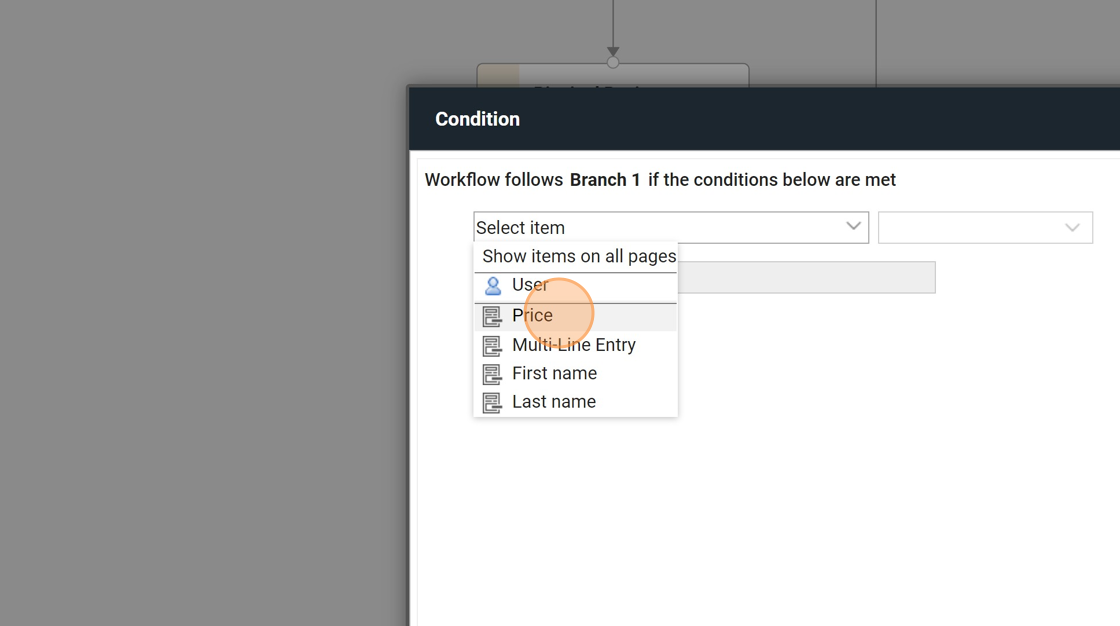 Condition
Workflow follows Branch 1 if the conditions below are met
Select item
Show items on all pages
User
Price
Multi-Line Entry
First name
Last name